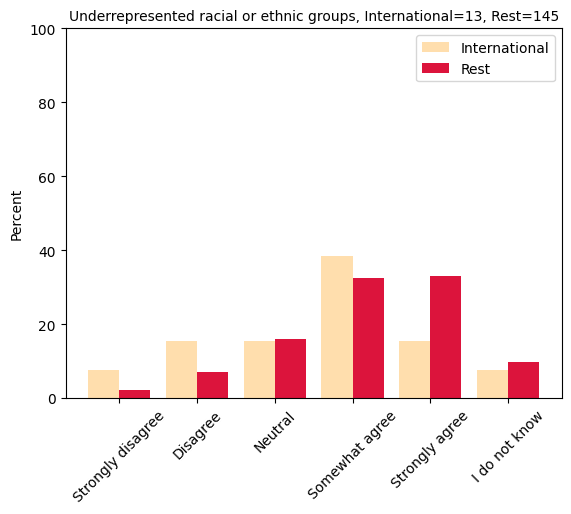 Underrepresented racial or ethnic groups, International=13, Rest=145
International
Rest
Percent
100
80
60
40
20
0
Strongly disagree
Disagree
Neutral
Somewhat agree
Strongly agree
I do not know